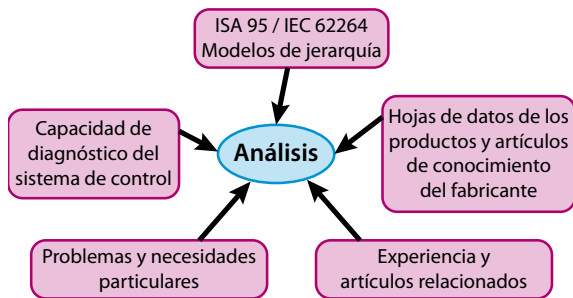 ISA 95 / IEC 62264
Modelos de jerarquía
Capacidad de
diagnóstico del
sistema de control
Análisis
Hojas de datos de los
productos y artículos
de conocimiento
del fabricante
Problemas y necesidades
particulares
Experiencia y
artículos relacionados